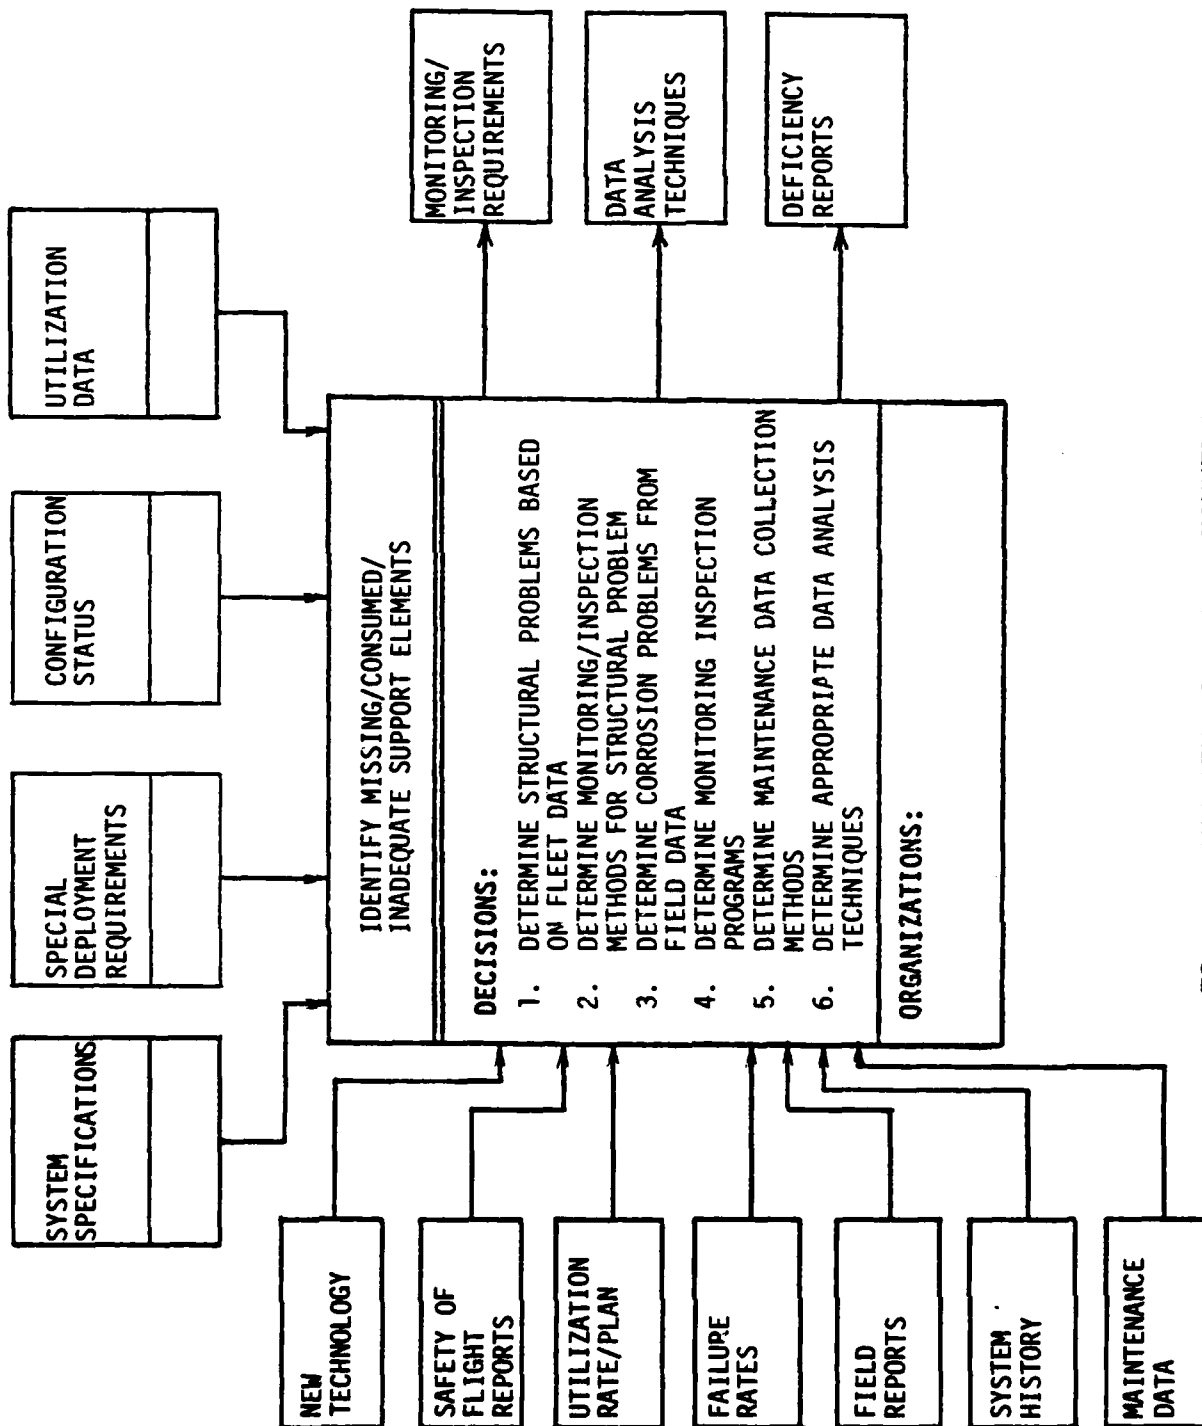 SYSTEM
SPECIFICATIONS
SPECIAL
DEPLOYMENT
REQUIREMENTS
CONFIGURATION
STATUS
UTILIZATION
DATA
NEW
TECHNOLOGY
SAFETY OF
FLIGHT
REPORTS
UTILIZATION
RATE/PLAN
FAILURE
RATES
FIELD
REPORTS
SYSTEM
HISTORY
MAINTENANCE
DATA
IDENTIFY MISSING/CONSUMED/
INADEQUATE SUPPORT ELEMENTS
DECISIONS:
1. DETERMINE STRUCTURAL PROBLEMS BASED
ON FLEET DATA
2. DETERMINE MONITORING/INSPECTION
METHODS FOR STRUCTURAL PROBLEM
3. DETERMINE CORROSION PROBLEMS FROM
FIELD DATA
4. DETERMINE MONITORING INSPECTION
PROGRAMS
5. DETERMINE MAINTENANCE DATA COLLECTION
METHODS
6. DETERMINE APPROPRIATE DATA ANALYSIS
TECHNIQUES
ORGANIZATIONS:
MONITORING/
INSPECTION
REQUIREMENTS
DATA
ANALYSIS
TECHNIQUES
DEFICIENCY
REPORTS